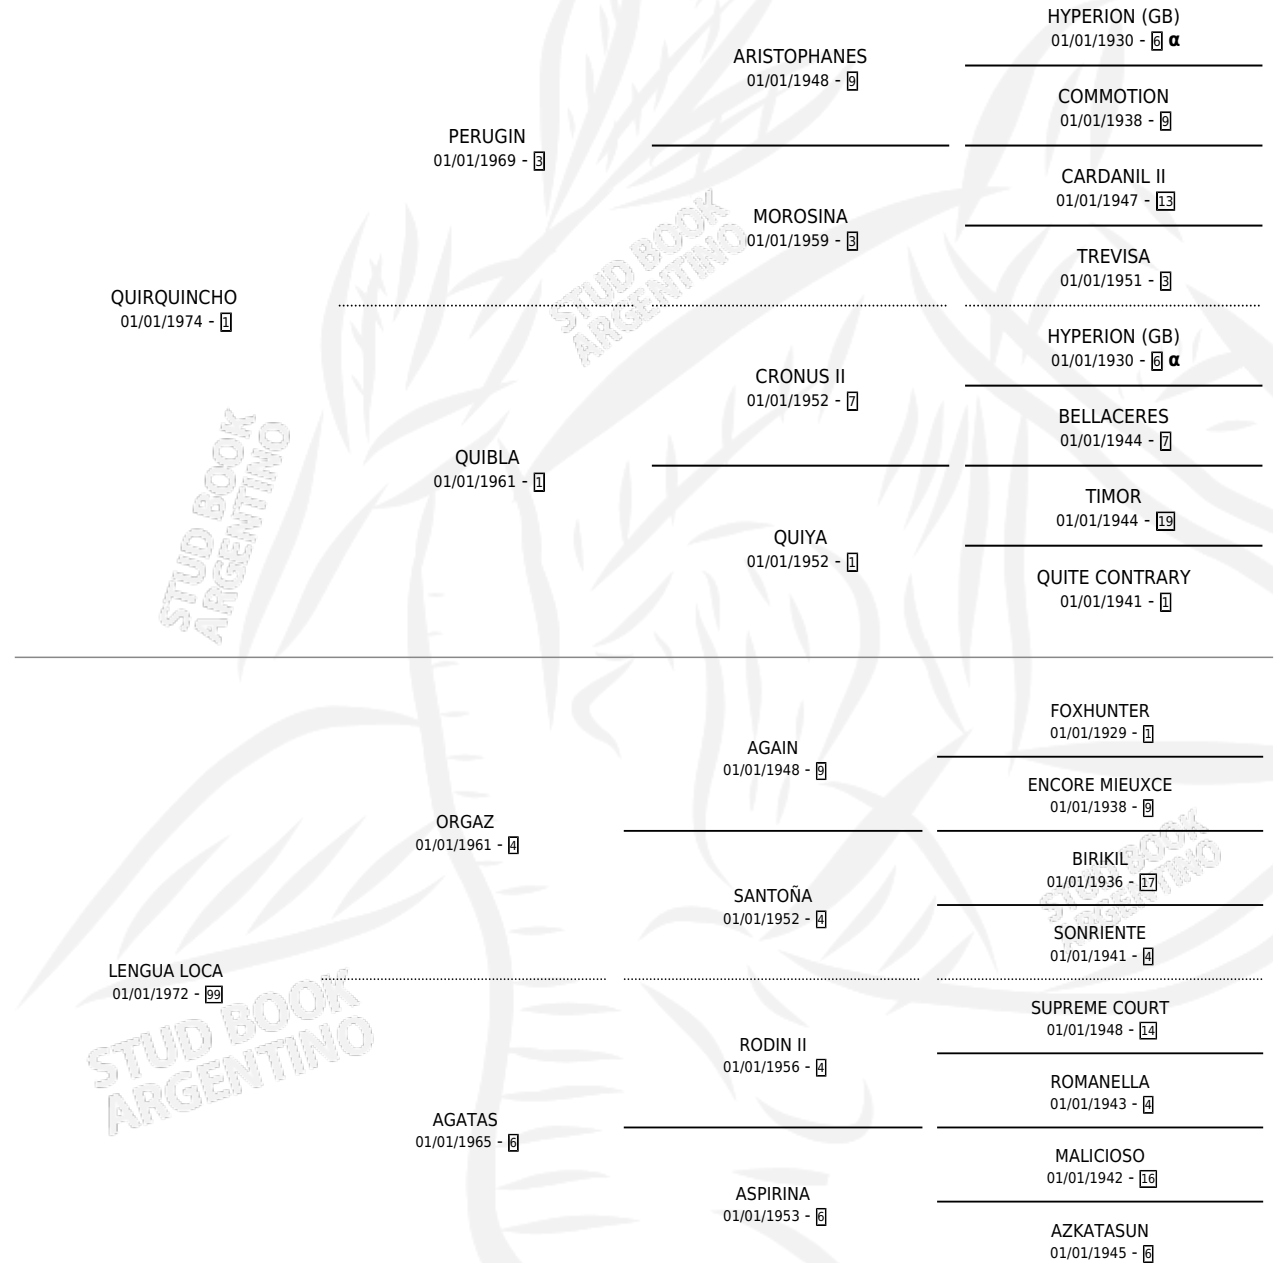 HYPERION (GB)
01/01/1930 - 6 α
ARISTOPHANES
01/01/1948 - 9
COMMOTION
01/01/1938 - 9
PERUGIN
01/01/1969 - 3
CARDANIL II
01/01/1947 - 13
MOROSINA
01/01/1959 - 3
TREVISA
01/01/1951 - 3
STUD BOOK
ARGENTINO
QUIRQUINCHO
01/01/1974 - 1
HYPERION (GB)
01/01/1930 - 6 α
CRONUS II
01/01/1952 - 7
BELLACERES
01/01/1944 - 7
QUIBLA
01/01/1961 - 1
TIMOR
01/01/1944 - 19
QUIYA
01/01/1952 - 1
QUITE CONTRARY
01/01/1941 - 1
STUD BOOK
ARGENTINO
FOXHUNTER
01/01/1929 - 1
AGAIN
01/01/1948 - 9
ENCORE MIEUXCE
01/01/1938 - 9
ORGAZ
01/01/1961 - 4
BIRIKIL
01/01/1936 - 17
SANTOÑA
01/01/1952 - 4
SONRIENTE
01/01/1941 - 4
STUD BOOK
ARGENTINO
LENGUA LOCA
01/01/1972 - 99
SUPREME COURT
01/01/1948 - 14
RODIN II
01/01/1956 - 4
ROMANELLA
01/01/1943 - 4
AGATAS
01/01/1965 - 6
MALICIOSO
01/01/1942 - 16
ASPIRINA
01/01/1953 - 6
AZKATASUN
01/01/1945 - 6
STUD BOOK
ARGENTINO